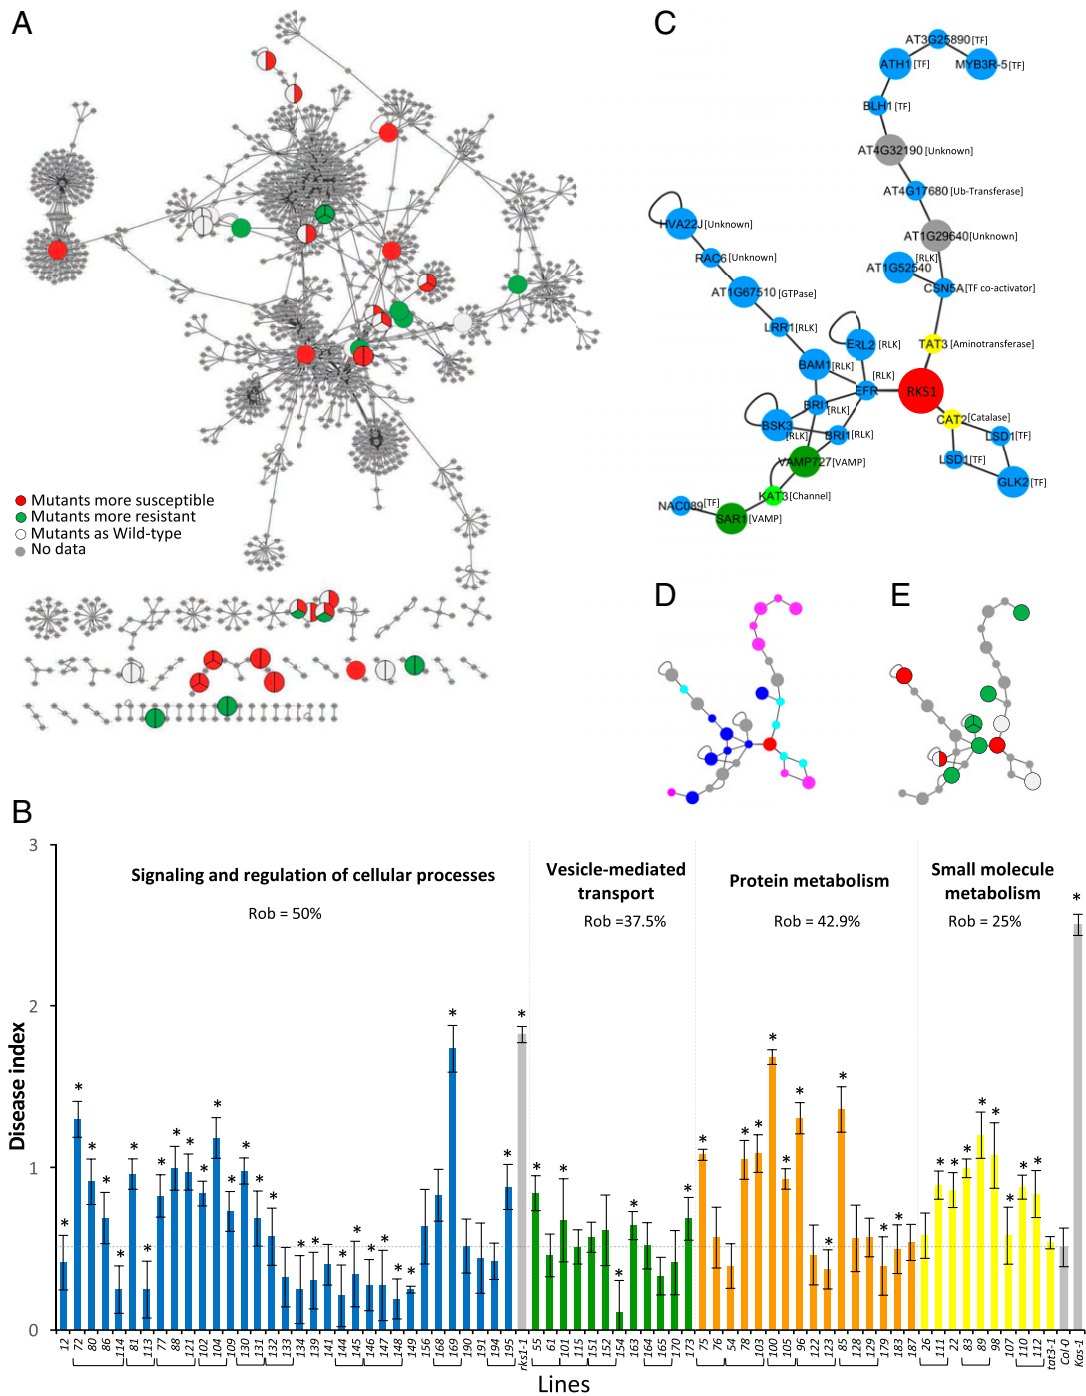 A
Mutants more susceptible
Mutants more resistant
Mutants as Wild-type
No data
C
AT3G25890[TF]
ATH1[TF]
MYB3R-5[TF]
BLH1[TF]
AT4G32190[Unknown]
AT4G17680[Ub-Transferase]
HVA22J[Unknown]
AT1G29640[Unknown]
RAC6[Unknown]
[RLK]
AT1G52540
AT1G67510[GTPase]
CSN5A[TF co-activator]
LRR1[RLK]
ERL2 [RLK]
TAT3[Aminotransferase]
BAM1[RLK]
[RLK]
EFR
RKS1
BRI1[RLK]
CAT2[Catalase]
BSK3
[RLK]
BRI1[RLK]
LSD1[TF]
LSD1[TF]
VAMP727[VAMP]
GLK2[TF]
KAT3[Channel]
NAC089[TF]
SAR1[VAMP]
D
E
B
3
2
1
0
Disease index
Signaling and regulation of cellular processes
Rob = 50%
Vesicle-mediated
transport
Rob =37.5%
Protein metabolism
Rob = 42.9%
Small molecule
metabolism
Rob = 25%
* * * * * * * * * * * * * * * * * * * * * * * * * * *
* * * * *
* * * * * * * * * *
* * * * * * * * *
*
12 72 80 86 114 81 113 77 88 121 102 104 109 130 131 132 133 134 139 141 144 145 146 147 148 149 156 168 169 190 191 194 195 rks1-1 55 61 101 115 151 152 154 163 164 165 170 173 75 76 54 78 103 100 105 96 122 123 85 128 129 179 183 187 26 111 22 83 89 98 107 110 112 tat3-1 Col-0 Kas-1
Lines